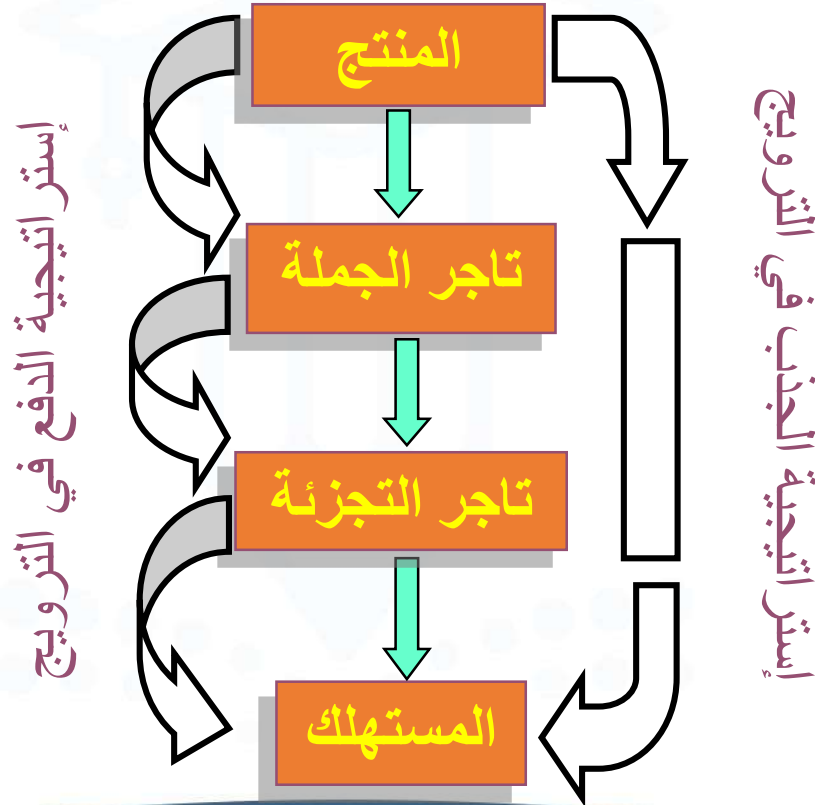 المنتج
تاجر الجملة
تاجر التجزئة
المستهلك
إستراتيجية الدفع في الترويج
إستراتيجية الجذب في الترويج